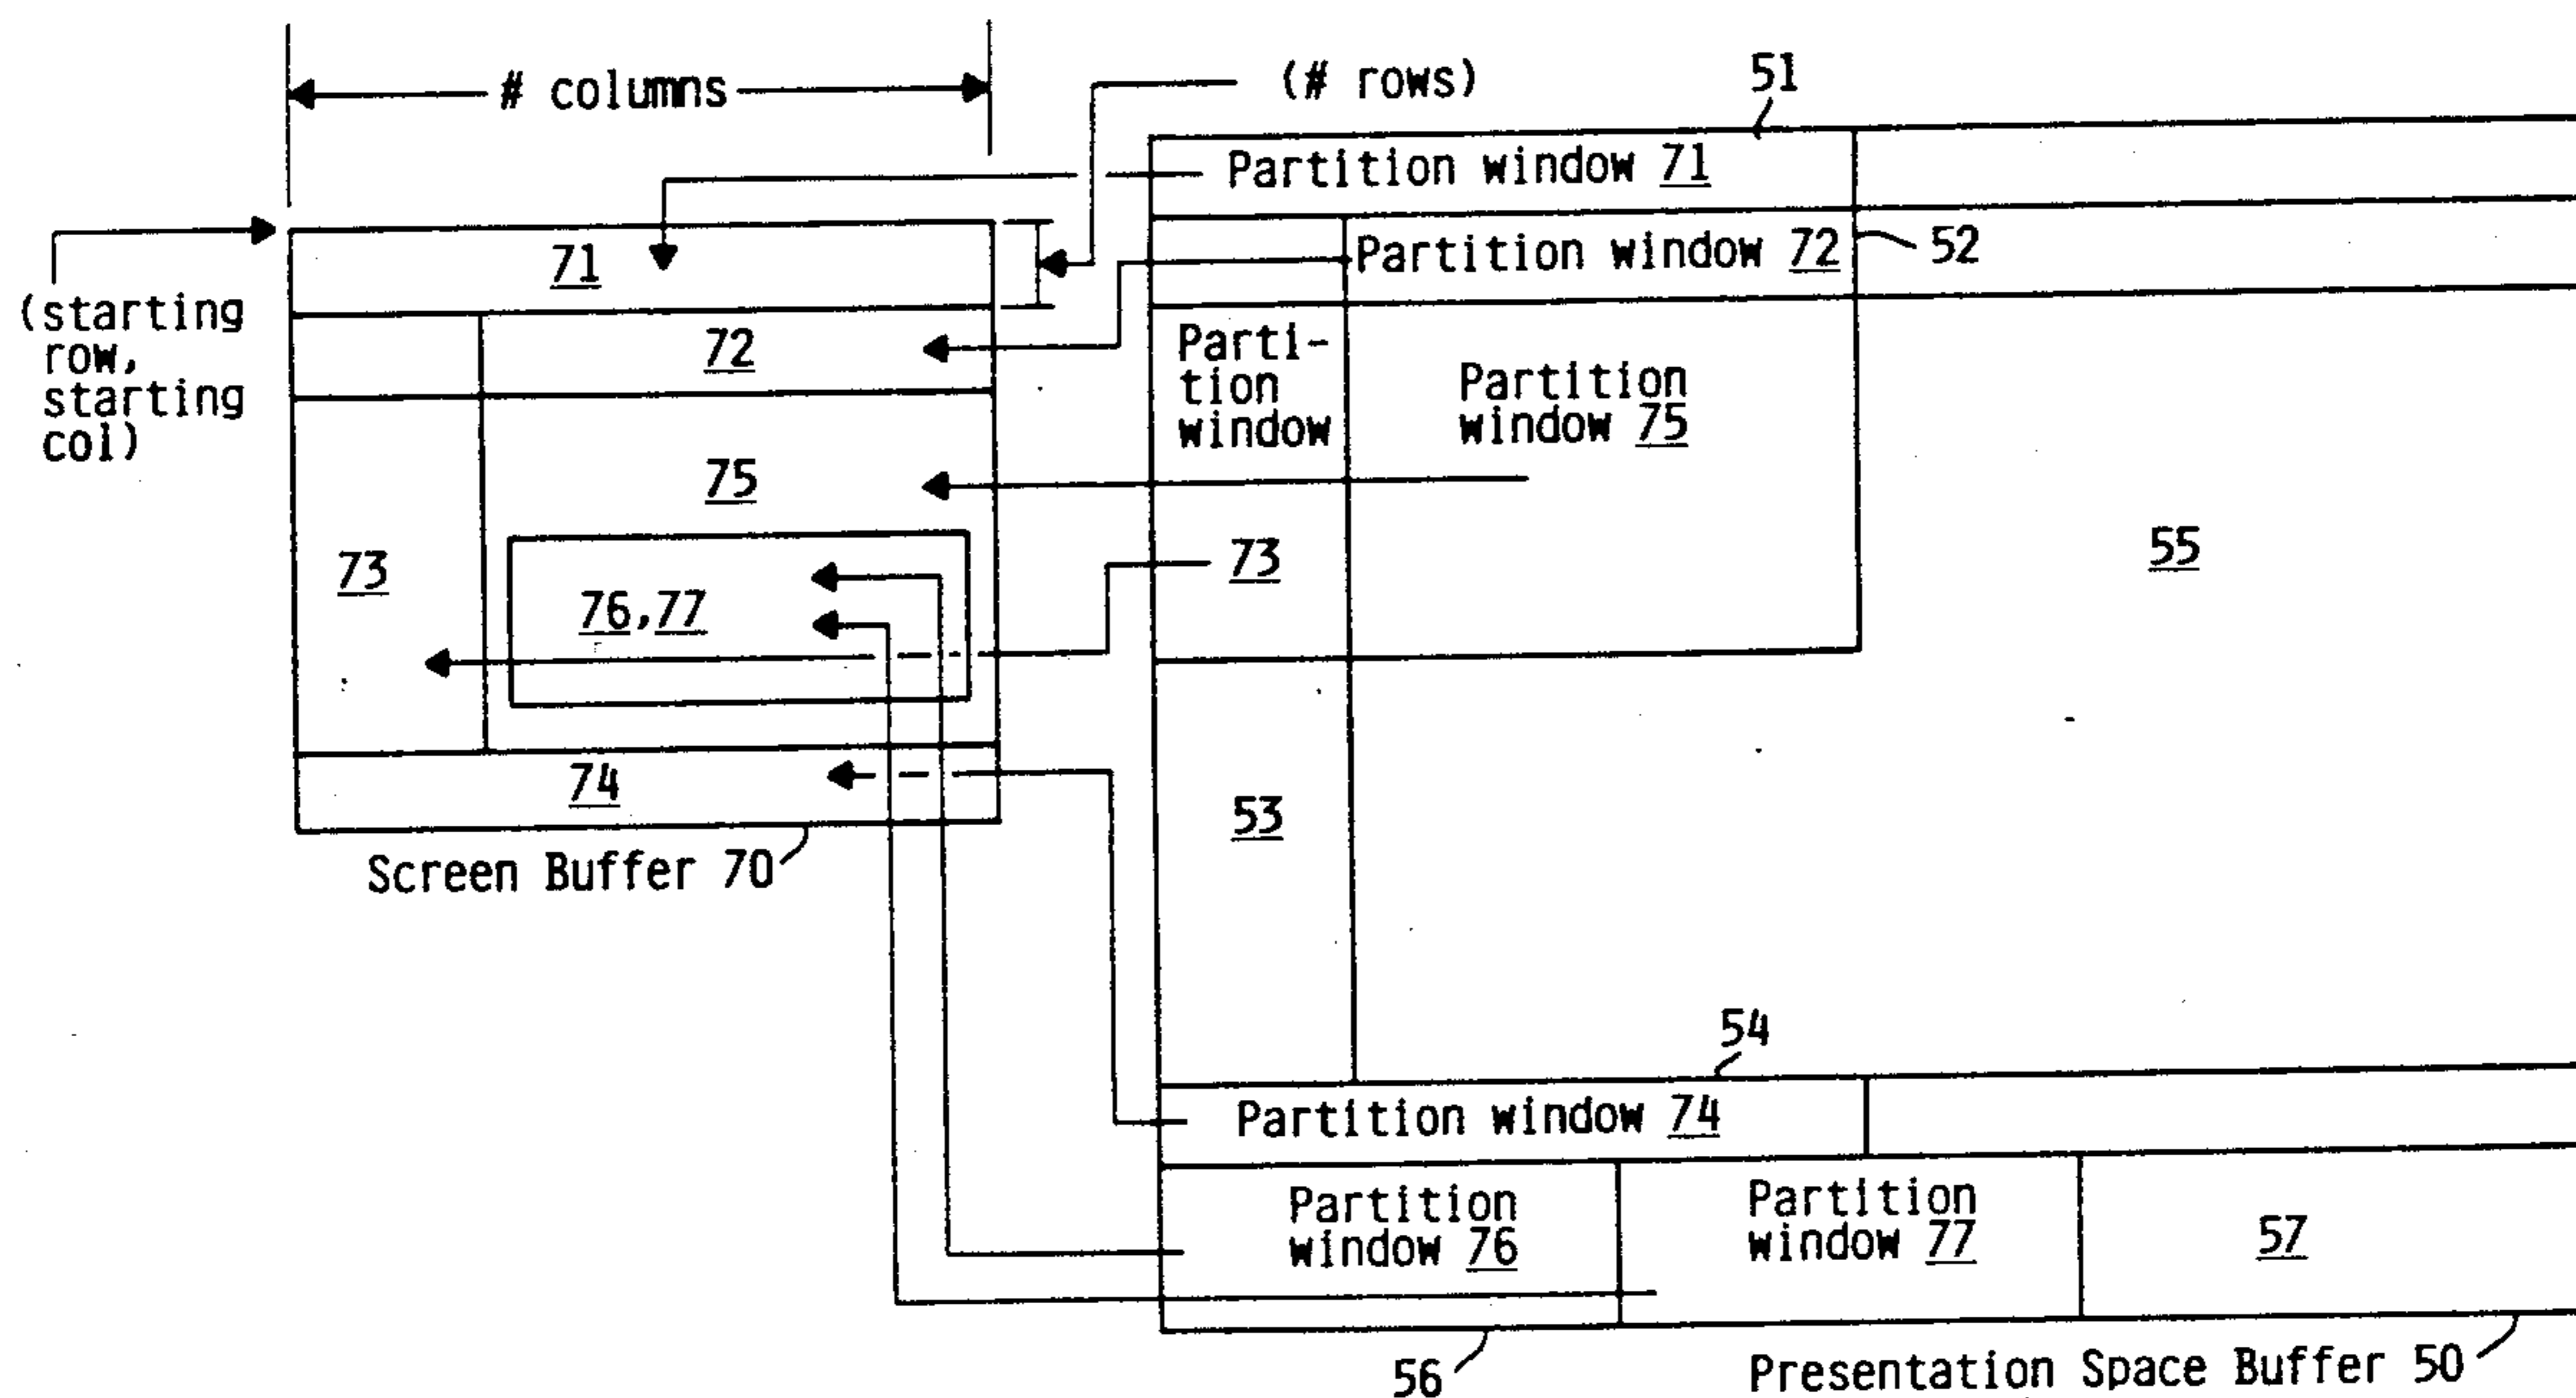 # columns
(# rows)
51
Partition window 71
(starting
row,
starting
col)
71
Partition window 72
52
72
Parti-
tion
window
73
Partition
window 75
75
73
76,77
55
74
Screen Buffer 70
53
54
Partition window 74
Partition
window 76
Partition
window 77
57
56
Presentation Space Buffer 50